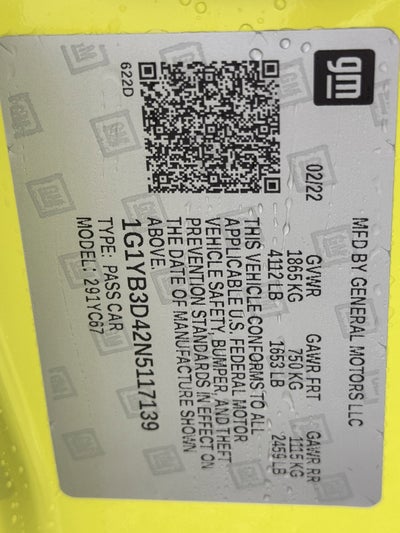 gm
MFD BY GENERAL MOTORS LLC
02/22 GVWR GAWR FRT GAWR RR
1865 KG 750 KG 1115 KG
4112 LB 1653 LB 2459 LB
THIS VEHICLE CONFORMS TO ALL
APPLICABLE U.S. FEDERAL MOTOR
VEHICLE SAFETY, BUMPER, AND THEFT
PREVENTION STANDARDS IN EFFECT ON
THE DATE OF MANUFACTURE SHOWN
ABOVE.
1G1YB3D42N5117139
TYPE: PASS CAR
MODEL: 291YC67
622D